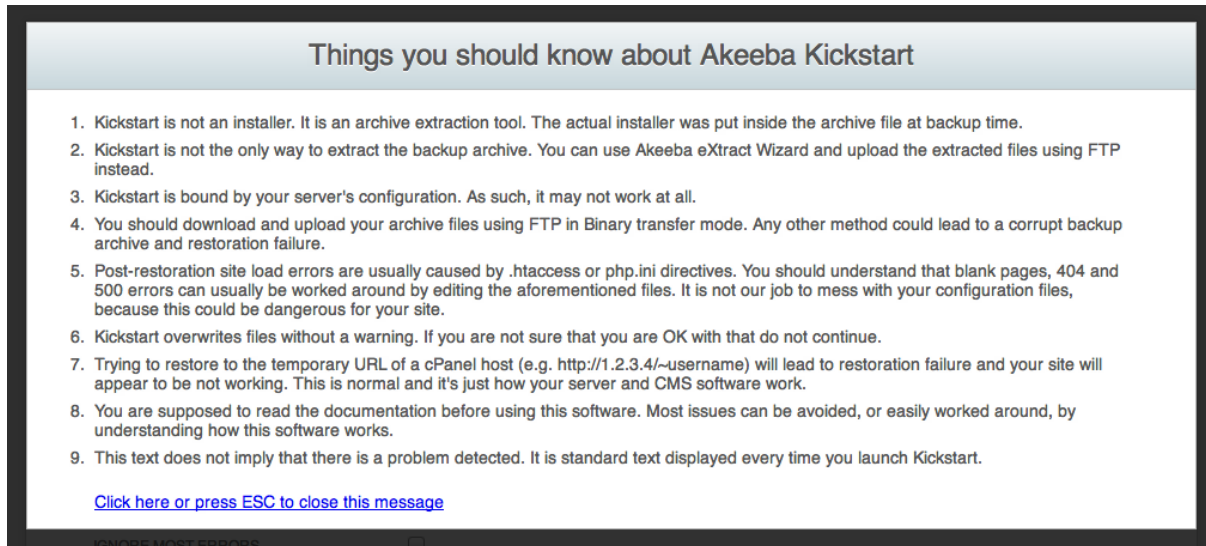 Things you should know about Akeeba Kickstart
1. Kickstart is not an installer. It is an archive extraction tool. The actual installer was put inside the archive file at backup time.
2. Kickstart is not the only way to extract the backup archive. You can use Akeeba eXtract Wizard and upload the extracted files using FTP
instead.
3. Kickstart is bound by your server's configuration. As such, it may not work at all.
4. You should download and upload your archive files using FTP in Binary transfer mode. Any other method could lead to a corrupt backup
archive and restoration failure.
5. Post-restoration site load errors are usually caused by .htaccess or php.ini directives. You should understand that blank pages, 404 and
500 errors can usually be worked around by editing the aforementioned files. It is not our job to mess with your configuration files,
because this could be dangerous for your site.
6. Kickstart overwrites files without a warning. If you are not sure that you are OK with that do not continue.
7. Trying to restore to the temporary URL of a cPanel host (e.g. http://1.2.3.4/~username) will lead to restoration failure and your site will
appear to be not working. This is normal and it's just how your server and CMS software work.
8. You are supposed to read the documentation before using this software. Most issues can be avoided, or easily worked around, by
understanding how this software works.
9. This text does not imply that there is a problem detected. It is standard text displayed every time you launch Kickstart.
Click here or press ESC to close this message
IGNORE MOST ERRORS